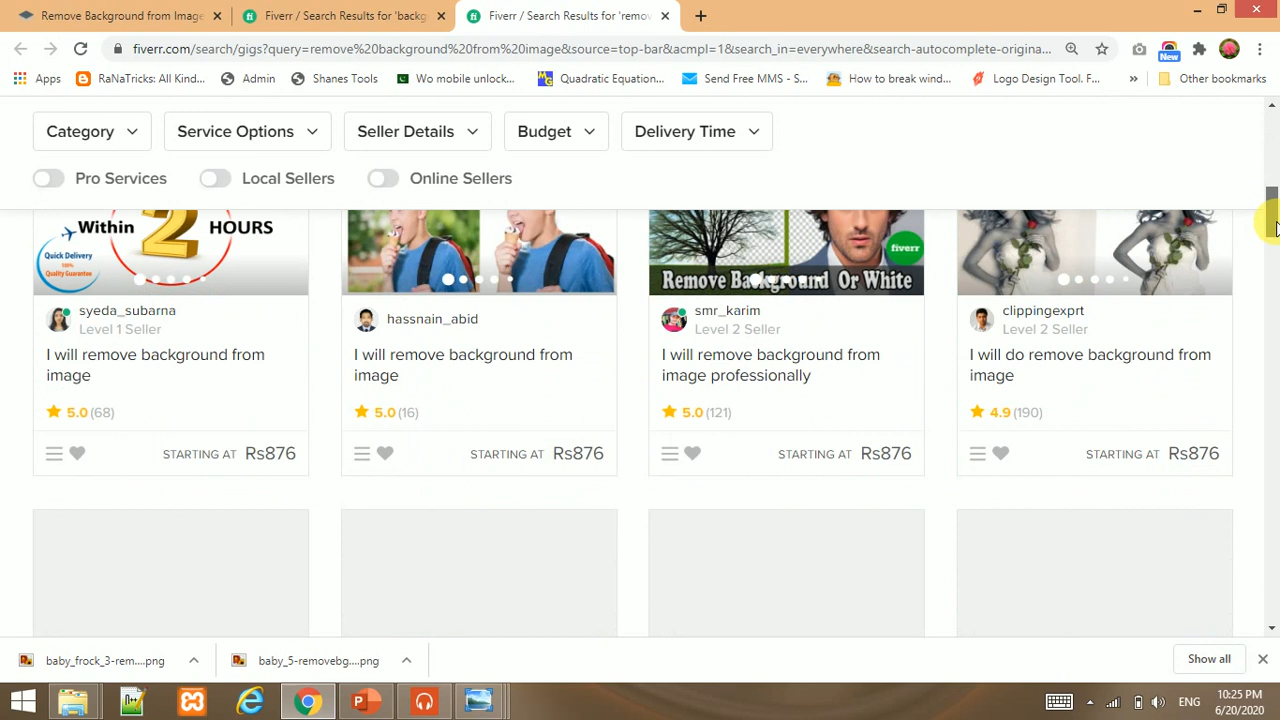 Remove Background from Image
Fiverr / Search Results for 'backg
Fiverr / Search Results for 'remov
fiverr.com/search/gigs?query=remove%20background%20from%20image&source=top-bar&acmpl=1&search_in=everywhere&search-autocomplete-origina...
Apps
RaNaTricks: All Kind...
Admin
Shanes Tools
Wo mobile unlock...
Quadratic Equation...
Send Free MMS - S...
How to break wind...
Logo Design Tool. F...
»
Other bookmarks
New
Category
Service Options
Seller Details
Budget
Delivery Time
Pro Services
Local Sellers
Online Sellers
Within 2 HOURS
Quick Delivery
100%
Quality Guarantee
fiverr
Remove Background Or White
syeda_subarna
Level 1 Seller
I will remove background from
image
5.0 (68)
STARTING AT Rs876
hassnain_abid
I will remove background from
image
5.0 (16)
STARTING AT Rs876
smr_karim
Level 2 Seller
I will remove background from
image professionally
5.0 (121)
STARTING AT Rs876
clippingexprt
Level 2 Seller
I will do remove background from
image
4.9 (190)
STARTING AT Rs876
baby_frock_3-rem....png
baby_5-removebg....png
Show all
ENG
10:25 PM
6/20/2020